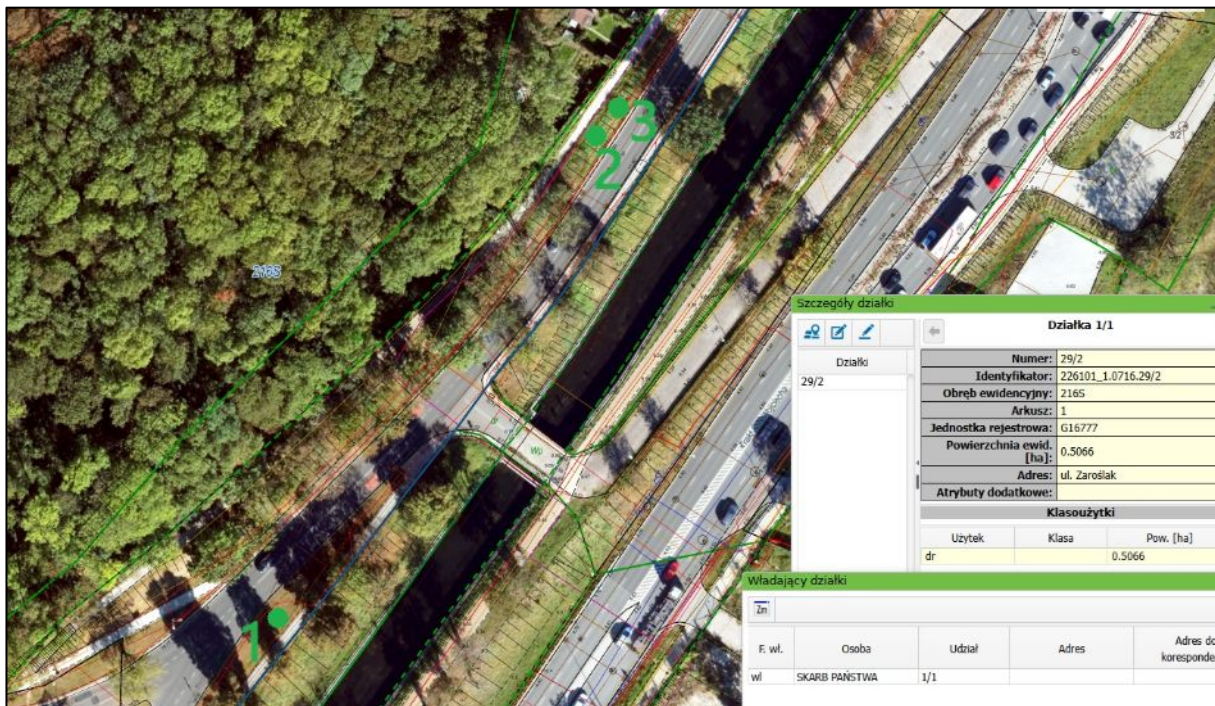 3
2
2165
1
Wp
Szczegóły działki
Działki
29/2
Działka 1/1
Numer: 29/2
Identyfikator: 226101_1.0716.29/2
Obręb ewidencyjny: 2165
Arkusz: 1
Jednostka rejestrowa: G16777
Powierzchnia ewid. [ha]: 0.5066
Adres: ul. Zaroślak
Atrybuty dodatkowe:
Klasoużytki
Użytek Klasa Pow. [ha]
dr 0.5066
Władający działki
Zm
F. wł. Osoba Udział Adres Adres do
koresponde
wl SKARB PAŃSTWA 1/1